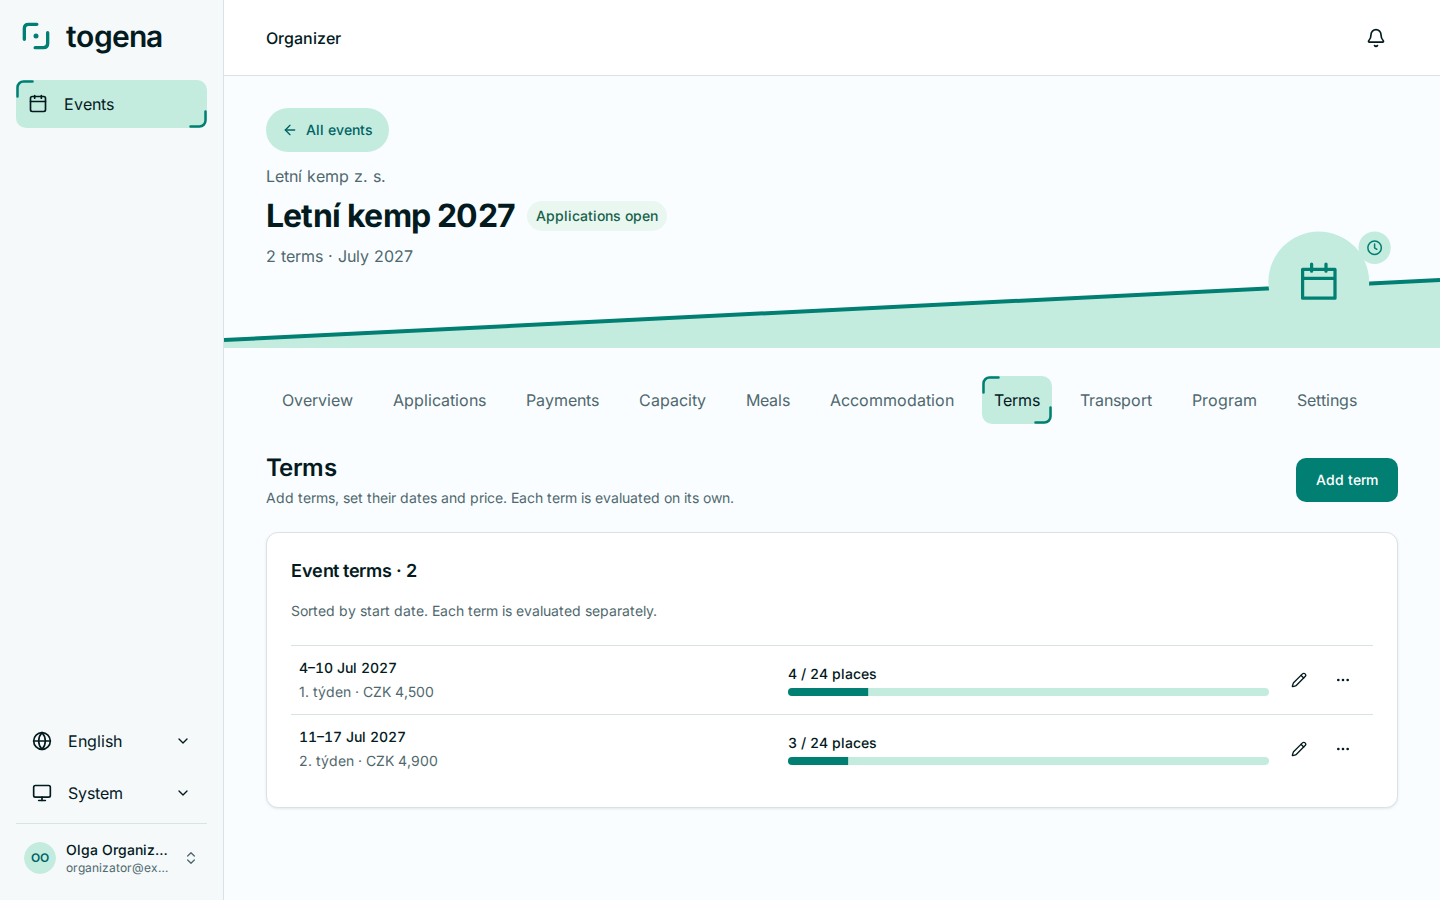 togena
Organizer
Events
All events
Letní kemp z. s.
Letní kemp 2027
Applications open
2 terms · July 2027
Overview
Applications
Payments
Capacity
Meals
Accommodation
Terms
Transport
Program
Settings
Terms
Add terms, set their dates and price. Each term is evaluated on its own.
Add term
Event terms · 2
Sorted by start date. Each term is evaluated separately.
4–10 Jul 2027
1. týden · CZK 4,500
4 / 24 places
11–17 Jul 2027
2. týden · CZK 4,900
3 / 24 places
English
System
OO
Olga Organiz...
organizator@ex...